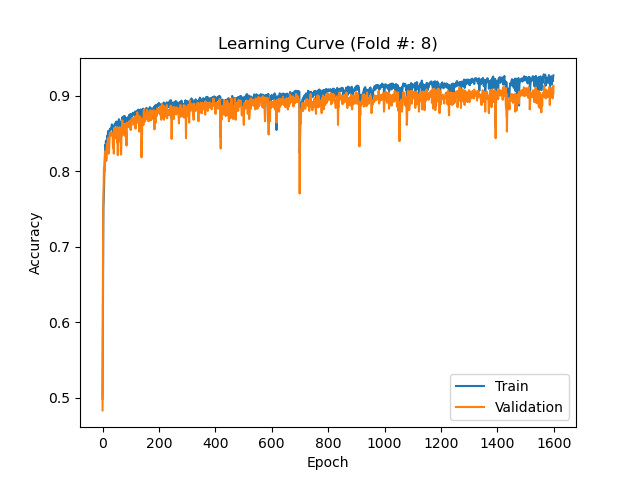 Learning Curve (Fold #: 8)
Accuracy
0.9
0.8
0.7
0.6
0.5
0 200 400 600 800 1000 1200 1400 1600
Epoch
Train
Validation